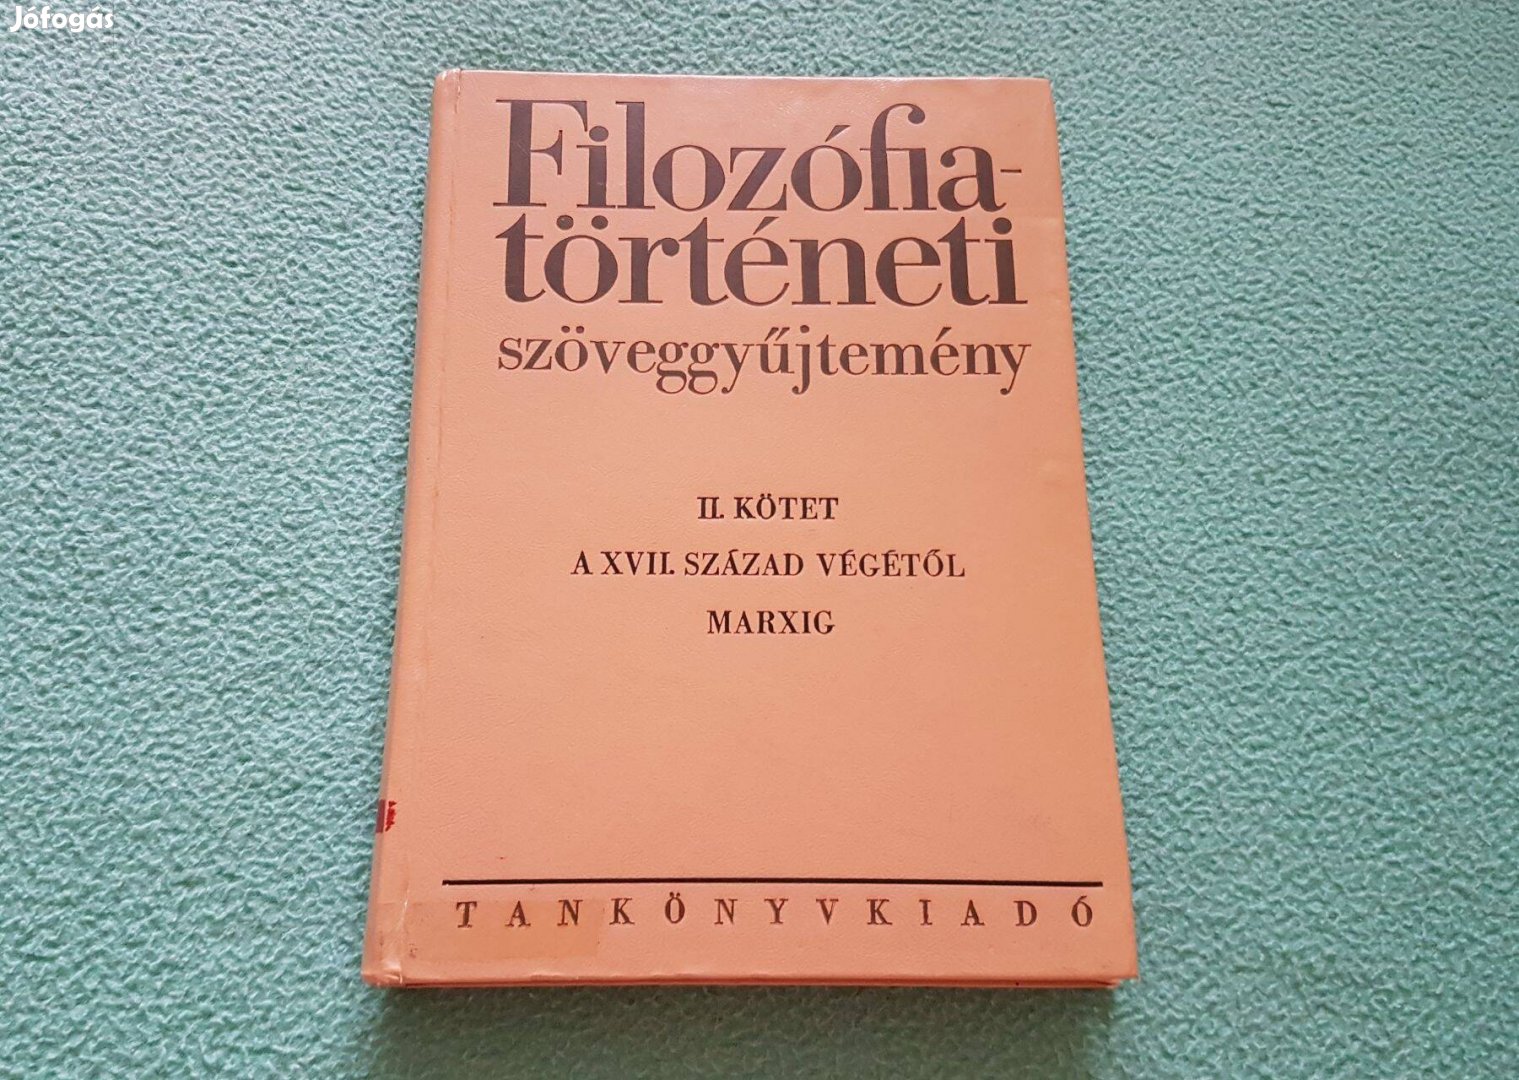 Jófogás
Filozófia-
történeti
szöveggyűjtemény
II. KÖTET
A XVII. SZÁZAD VÉGÉTŐL
MARXIG
TANKÖNYVKIADÓ